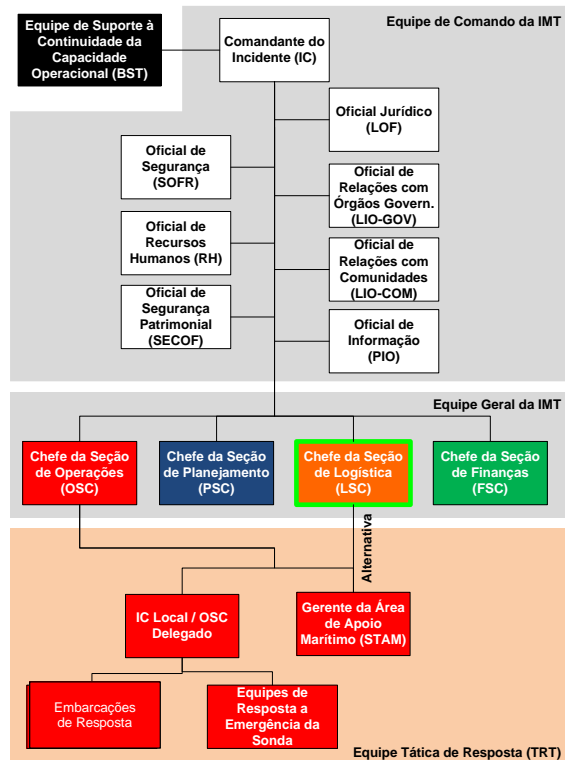 Equipe de Suporte à
Continuidade da
Capacidade
Operacional (BST)
Comandante do
Incidente (IC)
Equipe de Comando da IMT
Oficial Jurídico
(LOF)
Oficial de
Segurança
(SOFR)
Oficial de
Relações com
Órgãos Govern.
(LIO-GOV)
Oficial de
Recursos
Humanos (RH)
Oficial de
Relações com
Comunidades
(LIO-COM)
Oficial de
Segurança
Patrimonial
(SECOF)
Oficial de
Informação
(PIO)
Equipe Geral da IMT
Chefe da Seção
de Operações
(OSC)
Chefe da Seção
de Planejamento
(PSC)
Chefe da Seção
de Logística
(LSC)
Chefe da Seção
de Finanças
(FSC)
Alternativa
IC Local / OSC
Delegado
Gerente da Área
de Apoio
Marítimo (STAM)
Embarcações
de Resposta
Equipes de
Resposta a
Emergência da
Sonda
Equipe Tática de Resposta (TRT)